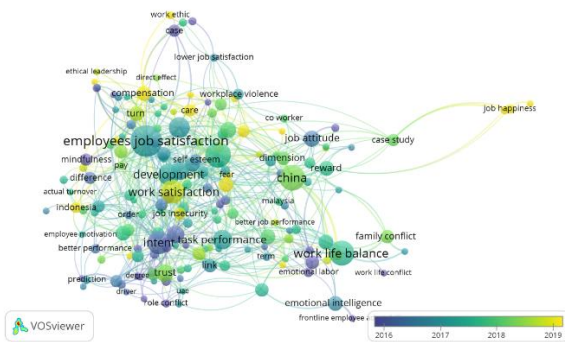 work ethic
case
lower job satisfaction
ethical leadership
direct effect
compensation
workplace violence
turn
care
co worker
job happiness
employees job satisfaction
job attitude
case study
mindfulness
self esteem
dimension
pay
reward
difference
development
fear
china
actual turnover
work satisfaction
malaysia
indonesia
order
job insecurity
better job performance
employee motivation
intent
task performance
family conflict
better performance
work life balance
term
link
emotional labor
work life conflict
prediction
degree
trust
driver
uae
role conflict
emotional intelligence
frontline employee
VOSviewer
2016 2017 2018 2019